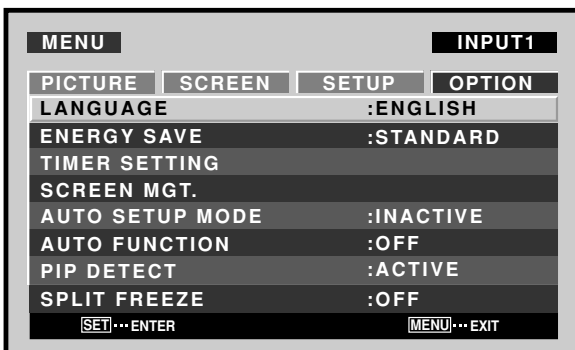 MENU INPUT1
PICTURE SCREEN SETUP OPTION
LANGUAGE :ENGLISH
ENERGY SAVE :STANDARD
TIMER SETTING
SCREEN MGT.
AUTO SETUP MODE :INACTIVE
AUTO FUNCTION :OFF
PIP DETECT :ACTIVE
SPLIT FREEZE :OFF
SET···ENTER MENU···EXIT